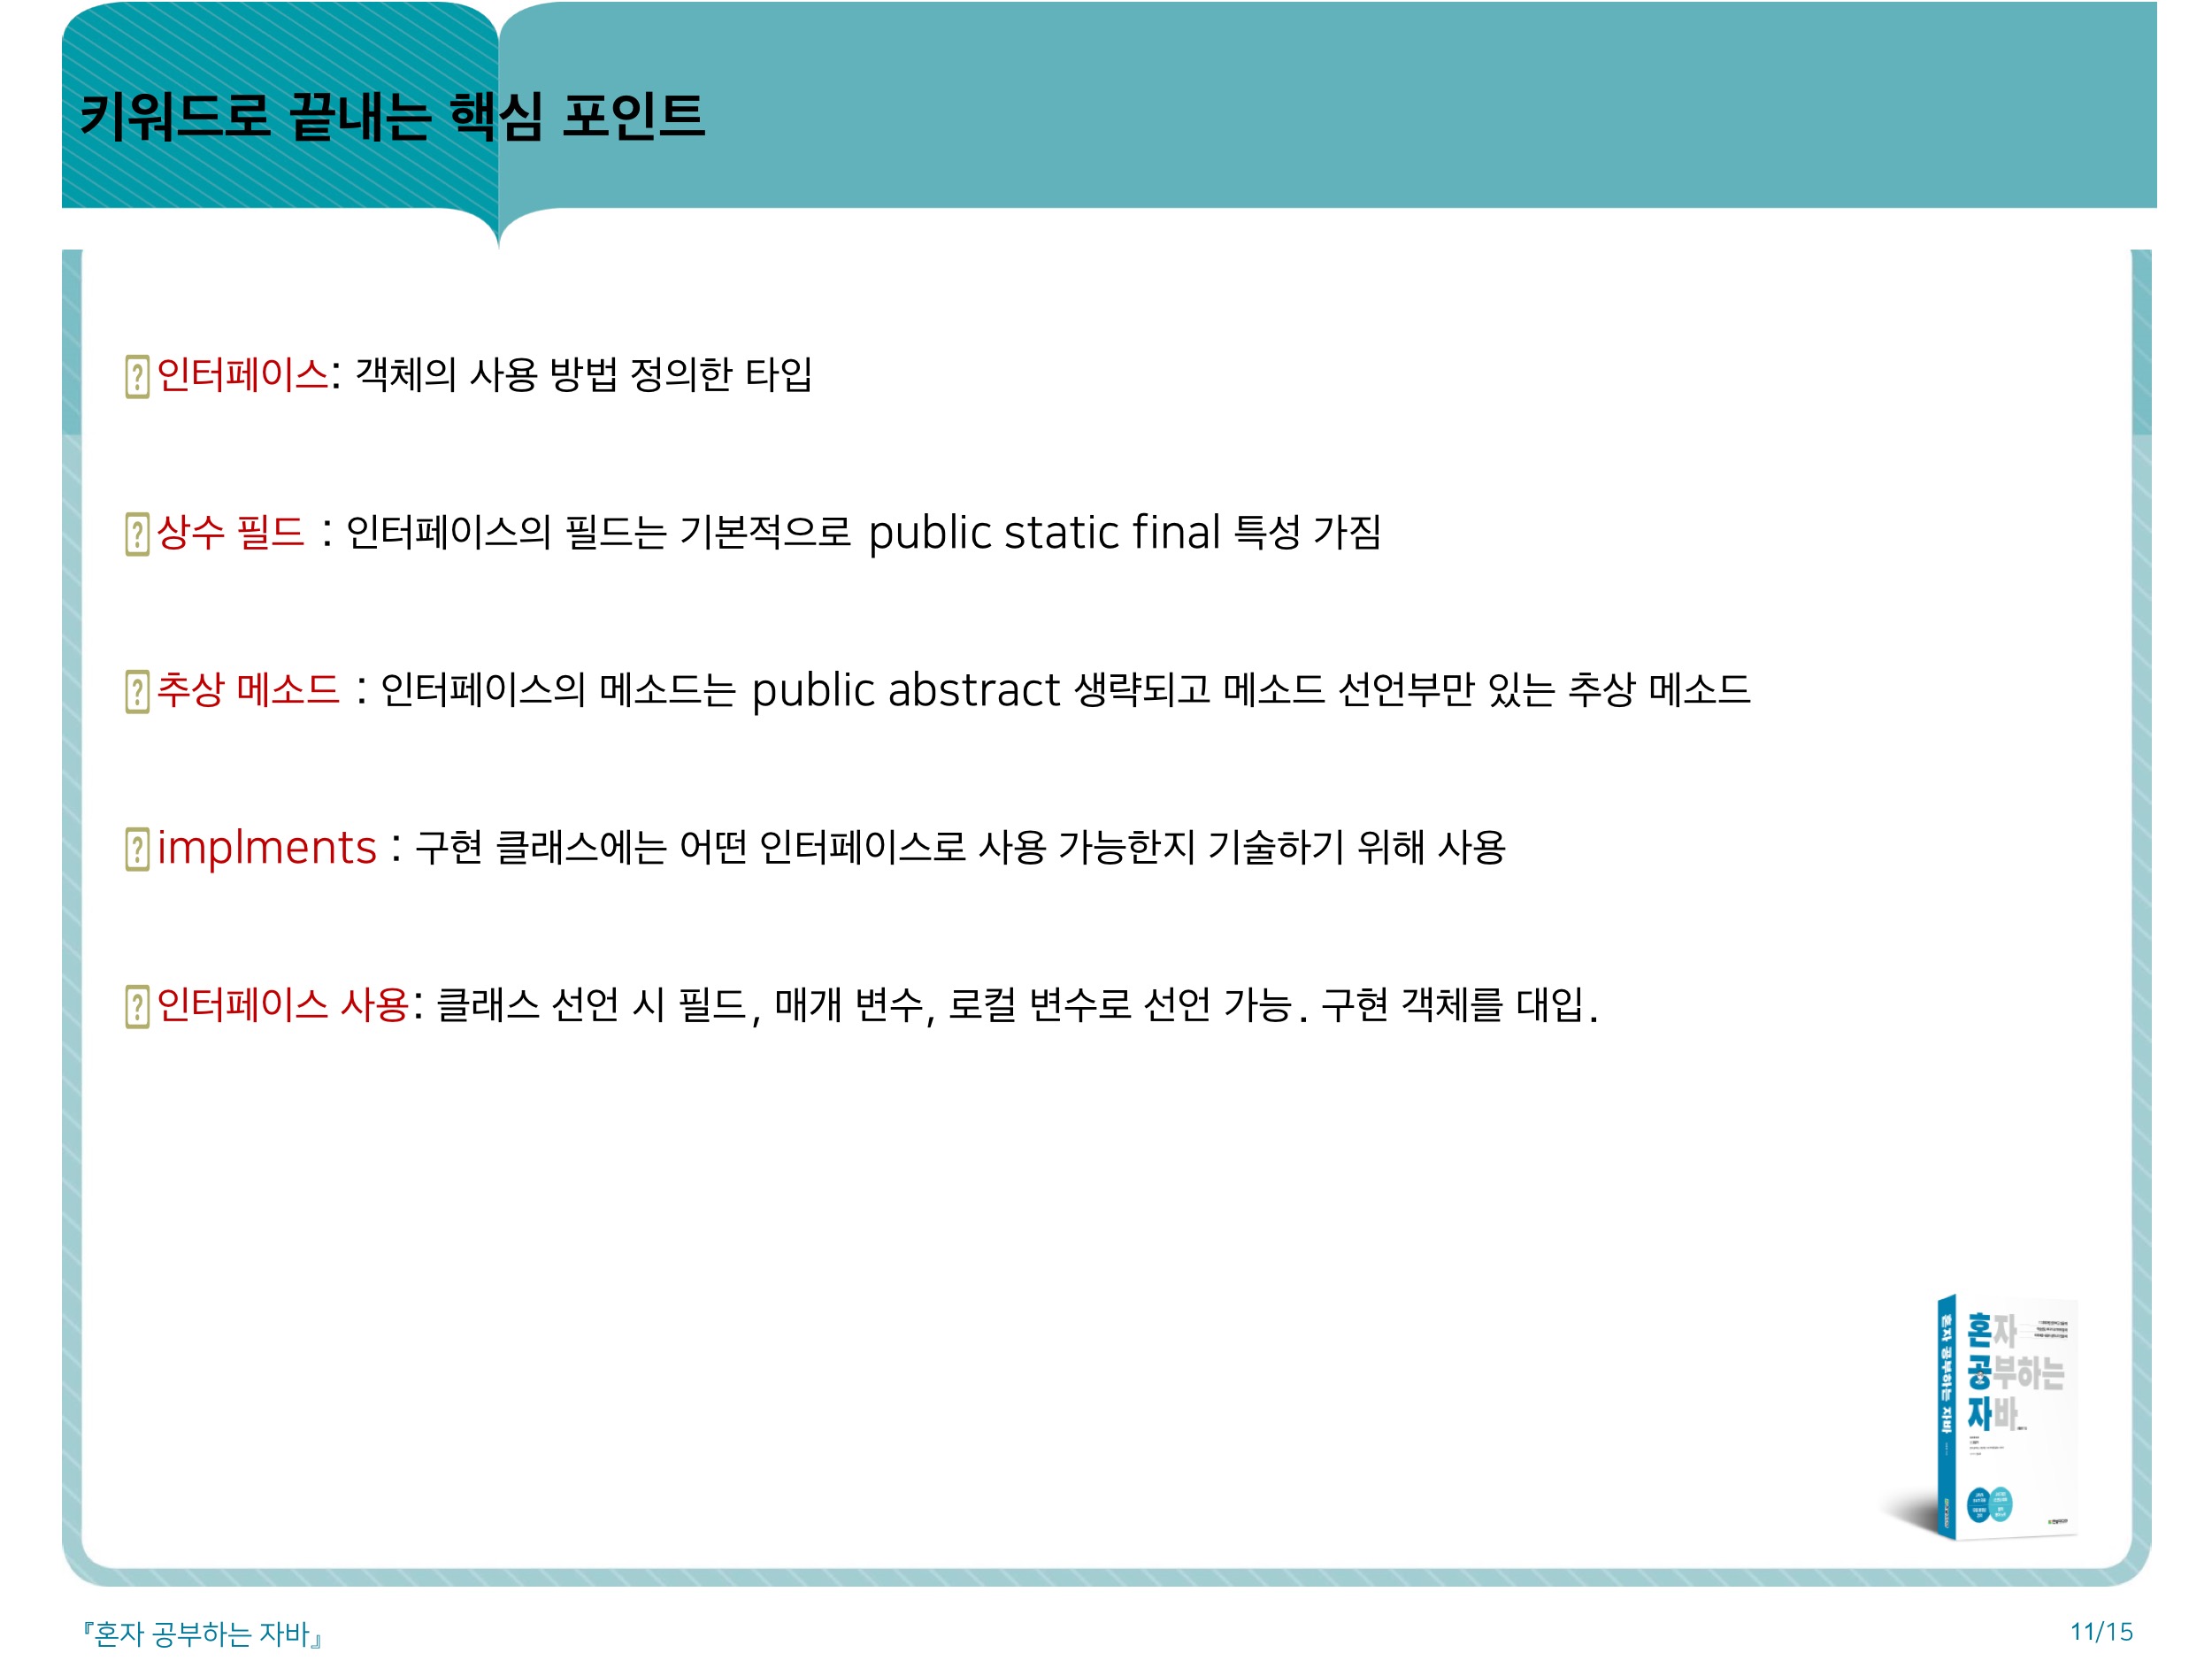 키워드로 끝내는 핵심 포인트
인터페이스: 객체의 사용 방법 정의한 타입
상수 필드 : 인터페이스의 필드는 기본적으로 public static final 특성 가짐
추상 메소드 : 인터페이스의 메소드는 public abstract 생략되고 메소드 선언부만 있는 추상 메소드
implments : 구현 클래스에는 어떤 인터페이스로 사용 가능한지 기술하기 위해 사용
인터페이스 사용: 클래스 선언 시 필드, 매개 변수, 로컬 변수로 선언 가능. 구현 객체를 대입.
혼자 공부하는 자바
혼자
공부하는
자바
『혼자 공부하는 자바』
11/15